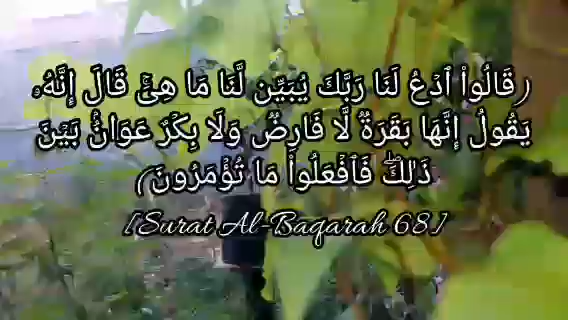 (قَالُوا۟ ٱدۡعُ لَنَا رَبَّكَ یُبَیِّن لَّنَا مَا هِیَۚ قَالَ إِنَّهُۥ
یَقُولُ إِنَّهَا بَقَرَةࣱ لَّا فَارِضࣱ وَلَا بِكۡرٌ عَوَانُۢ بَیۡنَ
ذَ ٰ⁠لِكَۖ فَٱفۡعَلُوا۟ مَا تُؤۡمَرُونَ)
[Surat Al-Baqarah 68]